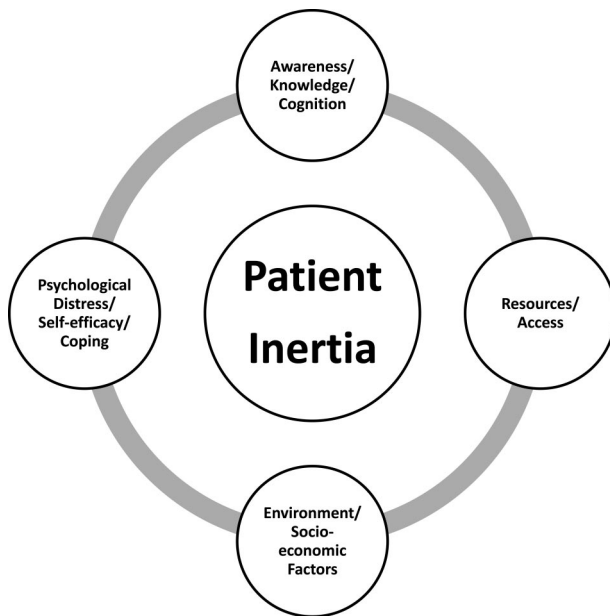 Awareness/
Knowledge/
Cognition
Psychological
Distress/
Self-efficacy/
Coping
Patient
Inertia
Resources/
Access
Environment/
Socio-
economic
Factors